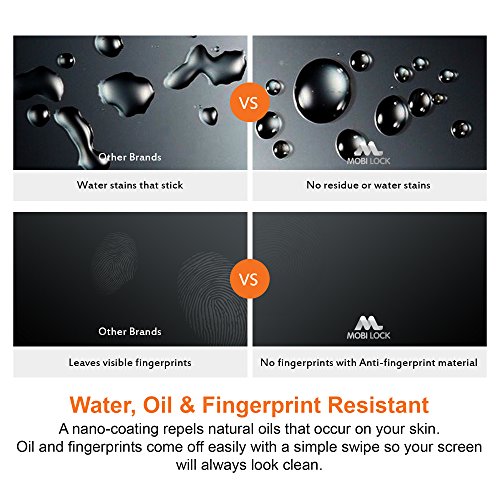 VS
Other Brands
MOBI LOCK
Water stains that stick
No residue or water stains
VS
Other Brands
MOBI LOCK
Leaves visible fingerprints
No fingerprints with Anti-fingerprint material
Water, Oil & Fingerprint Resistant
A nano-coating repels natural oils that occur on your skin.
Oil and fingerprints come off easily with a simple swipe so your screen
will always look clean.